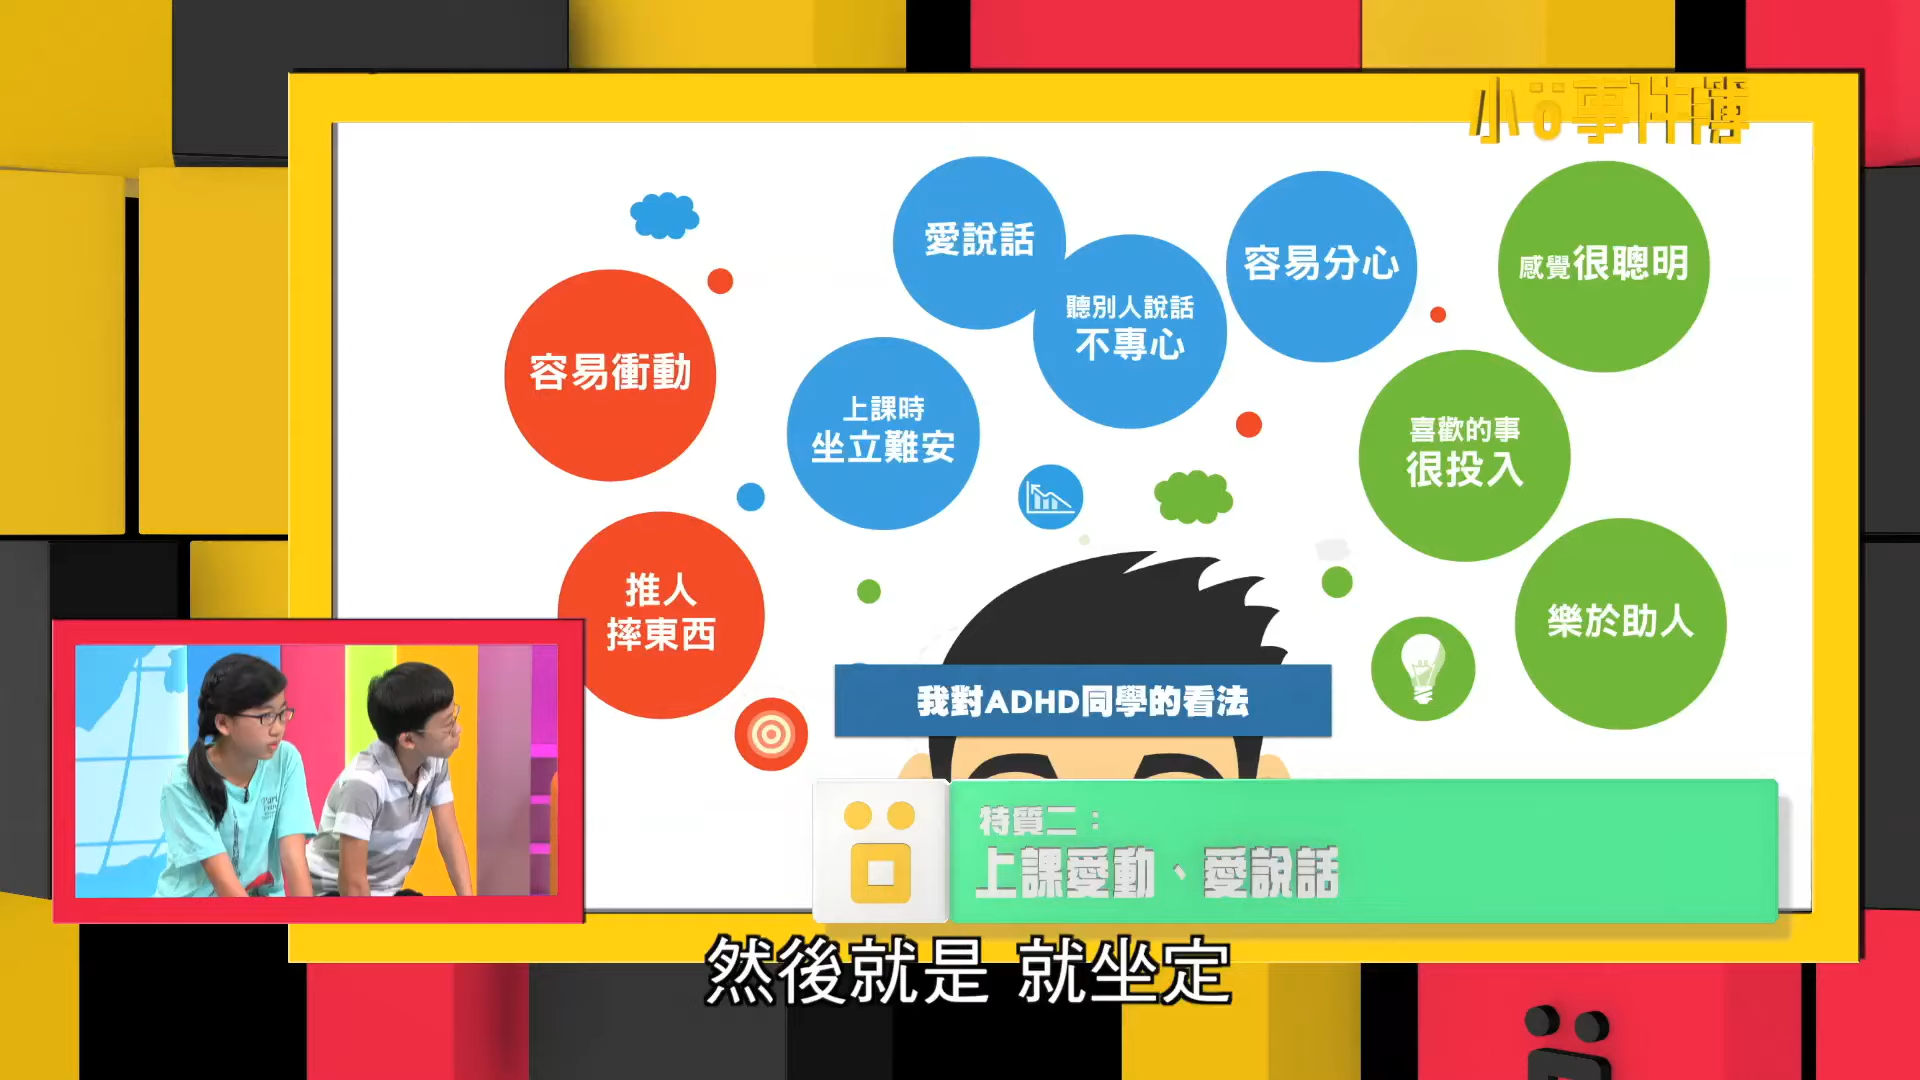 小ö事件簿
愛說話
容易分心
感覺很聰明
聽別人說話
不專心
容易衝動
上課時
坐立難安
喜歡的事
很投入
推人
摔東西
樂於助人
我對ADHD同學的看法
特質二：
上課愛動、愛說話
然後就是 就坐定